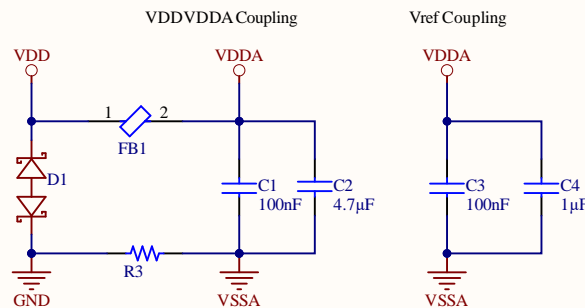 VDDVDDA Coupling
Vref Coupling
VDD
VDDA
VDDA
1
2
FB1
D1
C1
100nF
C2
4.7µF
C3
100nF
C4
1µF
R3
GND
VSSA
VSSA